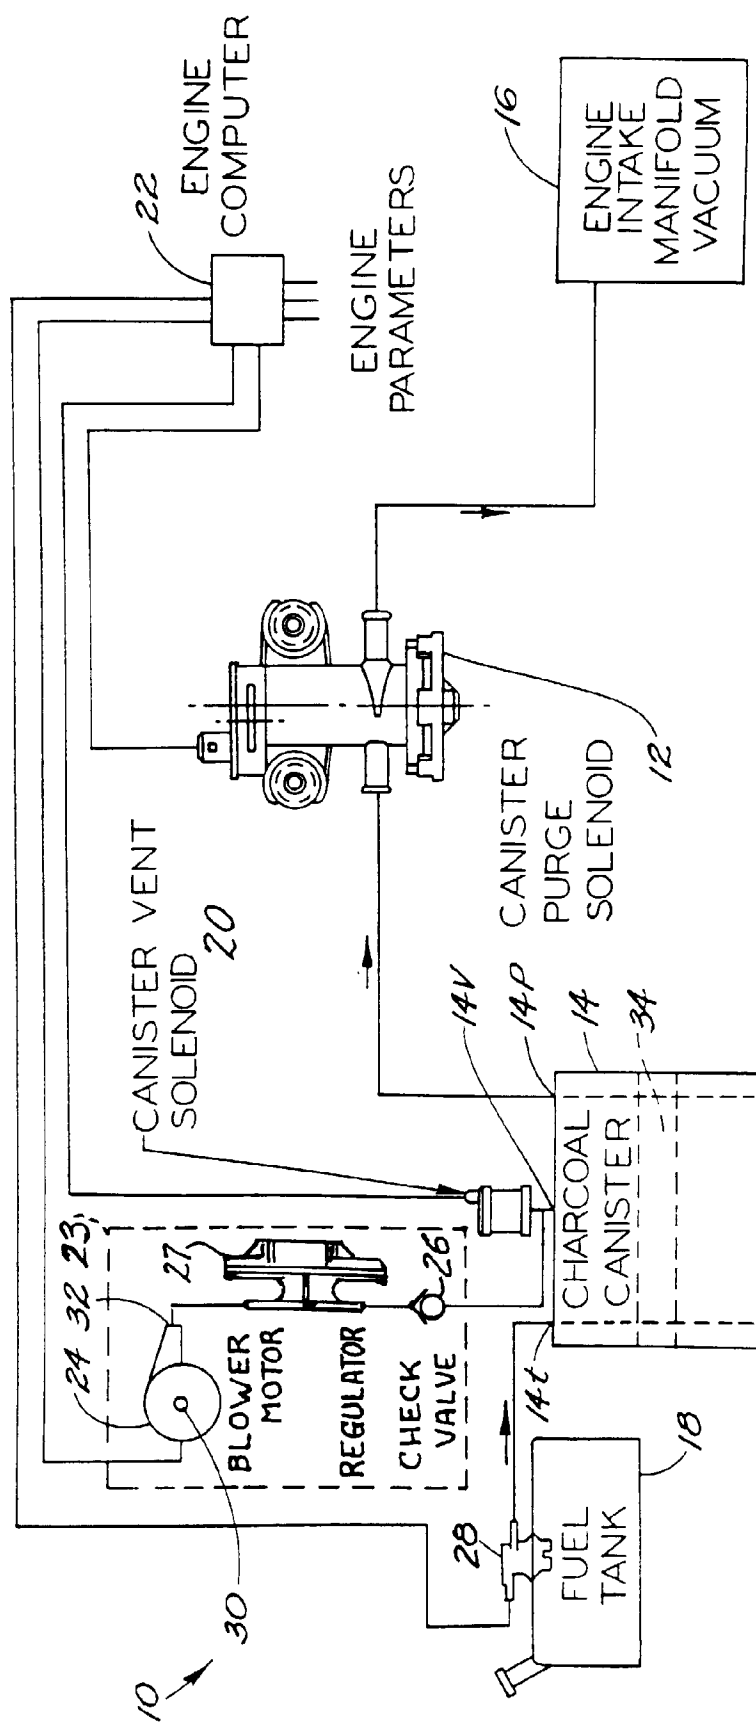 10
30
24
32
23
BLOWER
MOTOR
27
REGULATOR
CHECK
VALVE
26
CANISTER VENT
SOLENOID
20
22
ENGINE
COMPUTER
ENGINE
PARAMETERS
28
FUEL
TANK
18
14t
14V
14P
14
34
CHARCOAL
CANISTER
CANISTER
PURGE
SOLENOID
12
16
ENGINE
INTAKE
MANIFOLD
VACUUM